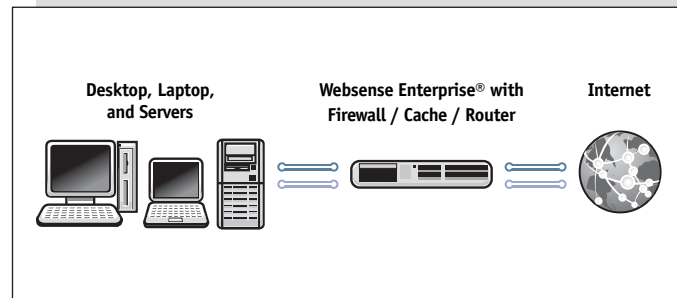 Desktop, Laptop,
and Servers
Websense Enterprise® with
Firewall / Cache / Router
Internet